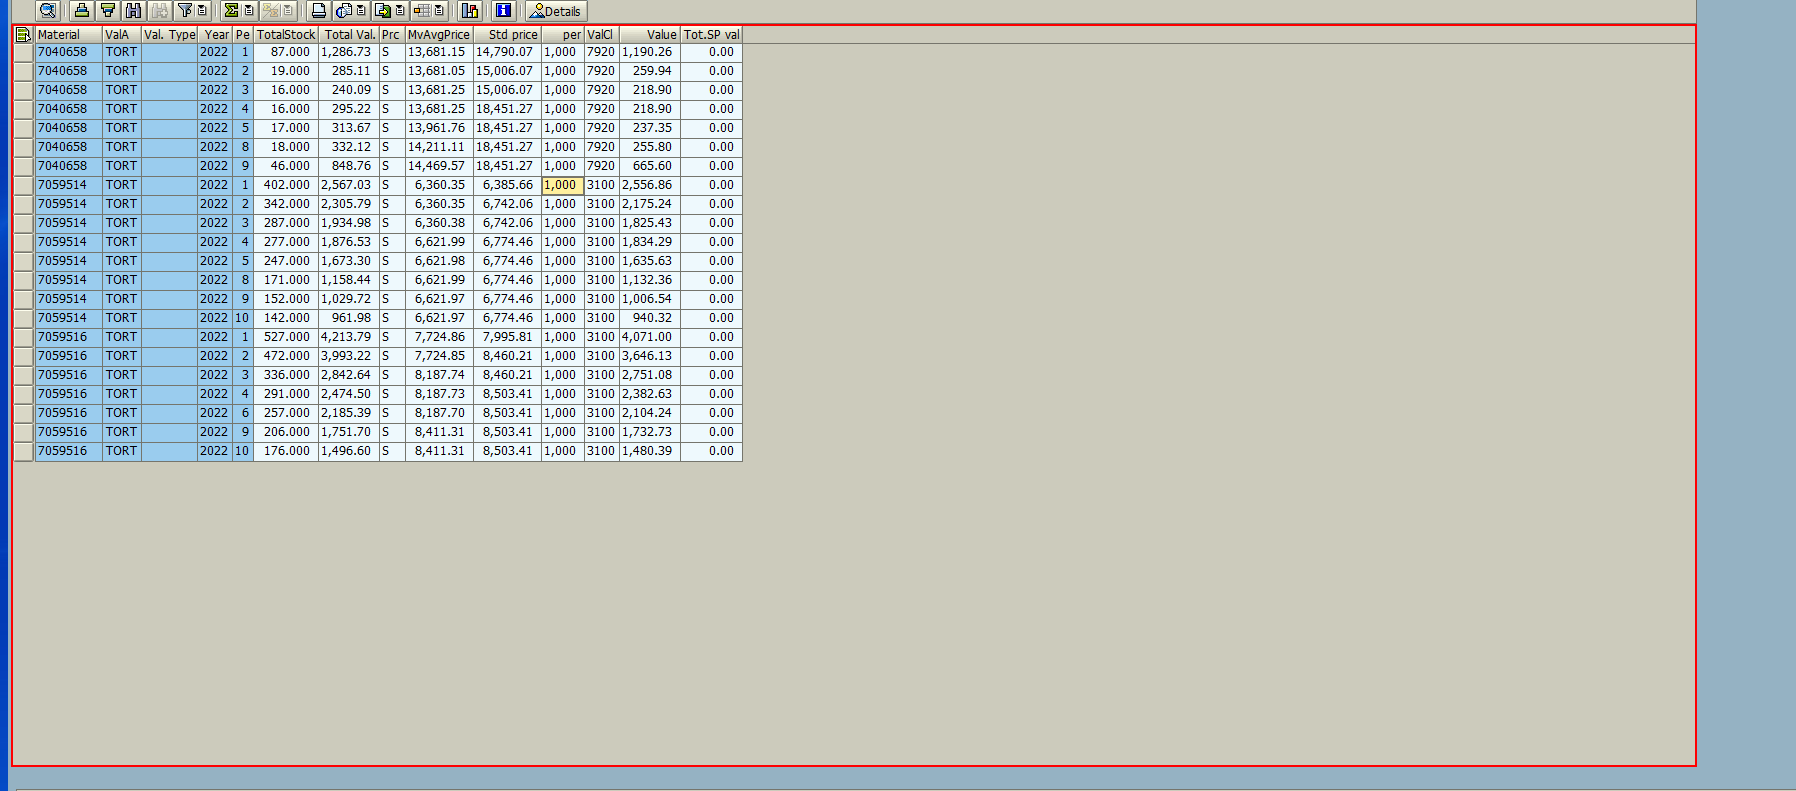 Details
Material ValA Val. Type Year Pe TotalStock Total Val. Prc MvAvgPrice Std price per ValCl Value Tot.SP val
7040658 TORT 2022 1 87.000 1,286.73 S 13,681.15 14,790.07 1,000 7920 1,190.26 0.00
7040658 TORT 2022 2 19.000 285.11 S 13,681.05 15,006.07 1,000 7920 259.94 0.00
7040658 TORT 2022 3 16.000 240.09 S 13,681.25 15,006.07 1,000 7920 218.90 0.00
7040658 TORT 2022 4 16.000 295.22 S 13,681.25 18,451.27 1,000 7920 218.90 0.00
7040658 TORT 2022 5 17.000 313.67 S 13,961.76 18,451.27 1,000 7920 237.35 0.00
7040658 TORT 2022 8 18.000 332.12 S 14,211.11 18,451.27 1,000 7920 255.80 0.00
7040658 TORT 2022 9 46.000 848.76 S 14,469.57 18,451.27 1,000 7920 665.60 0.00
7059514 TORT 2022 1 402.000 2,567.03 S 6,360.35 6,385.66 1,000 3100 2,556.86 0.00
7059514 TORT 2022 2 342.000 2,305.79 S 6,360.35 6,742.06 1,000 3100 2,175.24 0.00
7059514 TORT 2022 3 287.000 1,934.98 S 6,360.38 6,742.06 1,000 3100 1,825.43 0.00
7059514 TORT 2022 4 277.000 1,876.53 S 6,621.99 6,774.46 1,000 3100 1,834.29 0.00
7059514 TORT 2022 5 247.000 1,673.30 S 6,621.98 6,774.46 1,000 3100 1,635.63 0.00
7059514 TORT 2022 8 171.000 1,158.44 S 6,621.99 6,774.46 1,000 3100 1,132.36 0.00
7059514 TORT 2022 9 152.000 1,029.72 S 6,621.97 6,774.46 1,000 3100 1,006.54 0.00
7059514 TORT 2022 10 142.000 961.98 S 6,621.97 6,774.46 1,000 3100 940.32 0.00
7059516 TORT 2022 1 527.000 4,213.79 S 7,724.86 7,995.81 1,000 3100 4,071.00 0.00
7059516 TORT 2022 2 472.000 3,993.22 S 7,724.85 8,460.21 1,000 3100 3,646.13 0.00
7059516 TORT 2022 3 336.000 2,842.64 S 8,187.74 8,460.21 1,000 3100 2,751.08 0.00
7059516 TORT 2022 4 291.000 2,474.50 S 8,187.73 8,503.41 1,000 3100 2,382.63 0.00
7059516 TORT 2022 6 257.000 2,185.39 S 8,187.70 8,503.41 1,000 3100 2,104.24 0.00
7059516 TORT 2022 9 206.000 1,751.70 S 8,411.31 8,503.41 1,000 3100 1,732.73 0.00
7059516 TORT 2022 10 176.000 1,496.60 S 8,411.31 8,503.41 1,000 3100 1,480.39 0.00